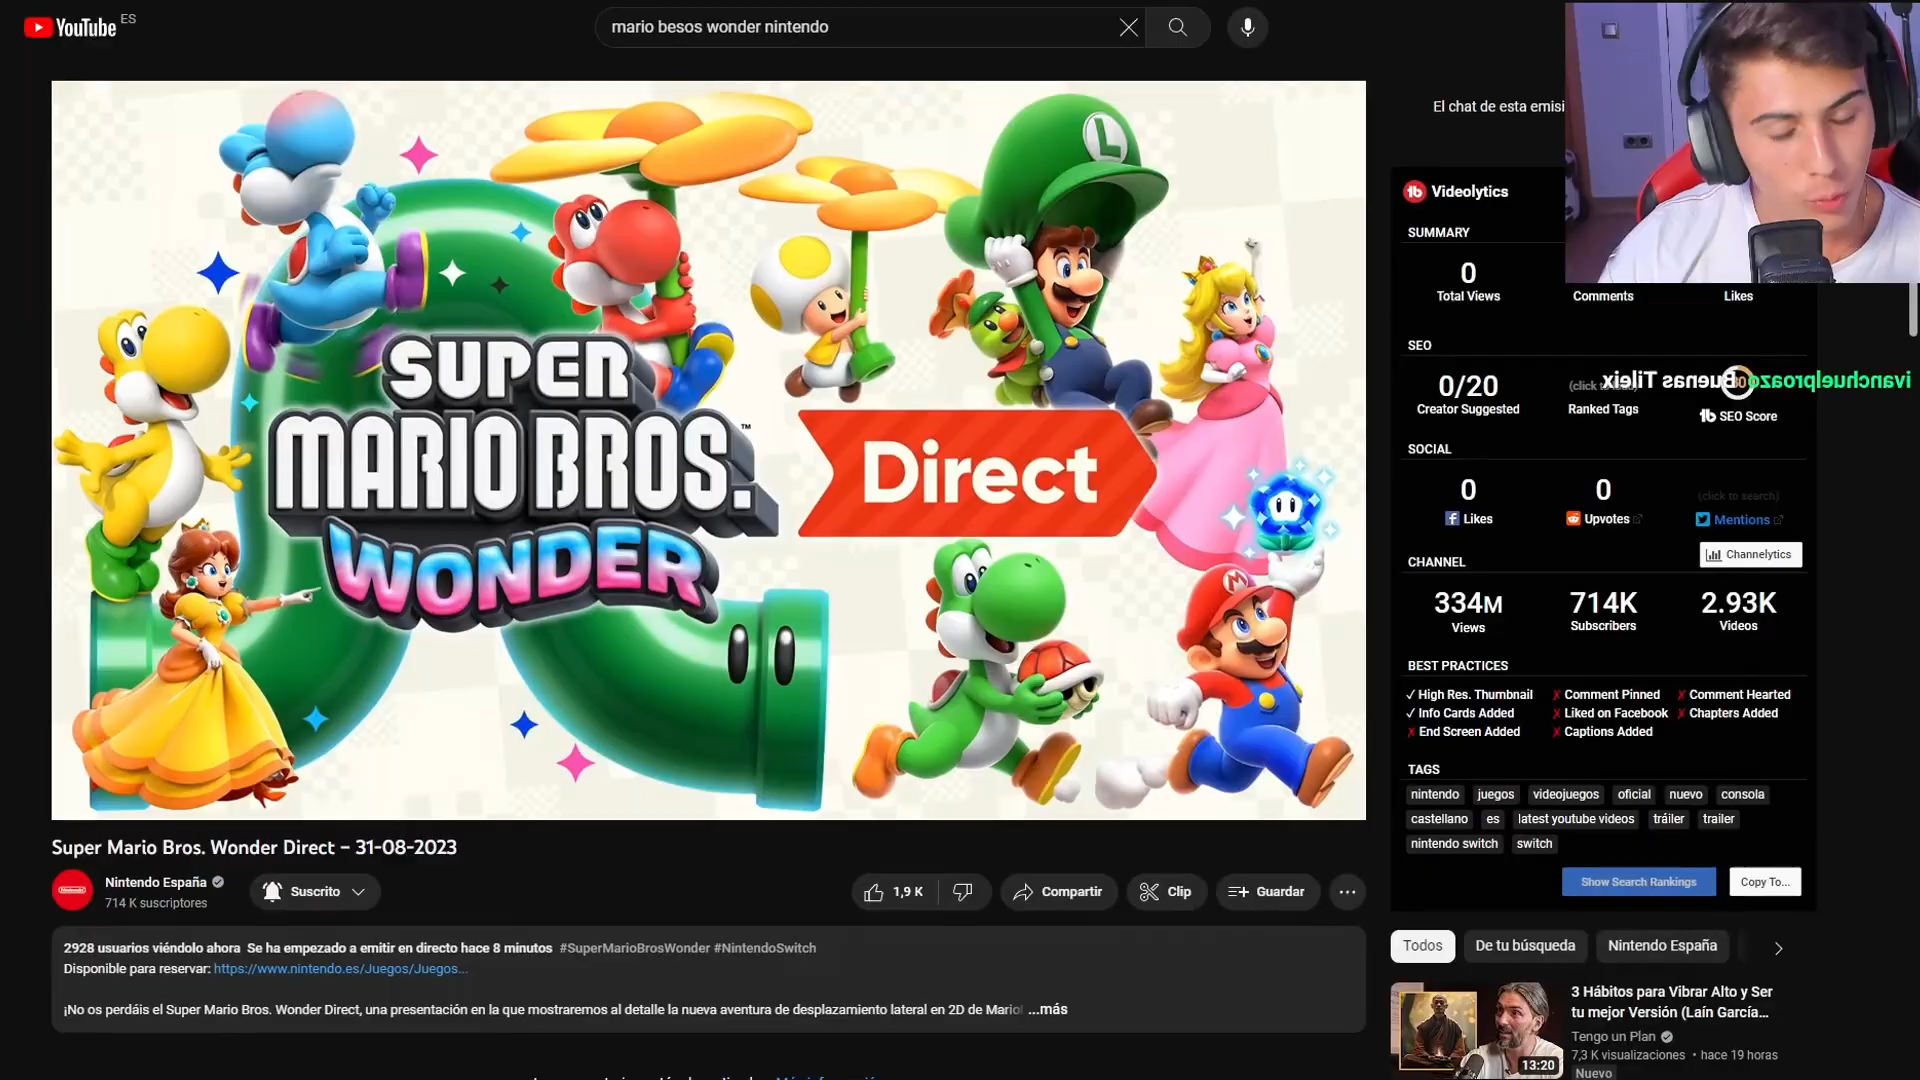 YouTube ES
mario besos wonder nintendo
L
SUPER
MARIO BROS.™
WONDER
Direct
M
Super Mario Bros. Wonder Direct – 31-08-2023
Nintendo España
714 K suscriptores
Suscrito
1,9 K
Compartir
Clip
Guardar
2928 usuarios viéndolo ahora Se ha empezado a emitir en directo hace 8 minutos #SuperMarioBrosWonder #NintendoSwitch
Disponible para reservar: https://www.nintendo.es/Juegos/Juegos...
¡No os perdáis el Super Mario Bros. Wonder Direct, una presentación en la que mostraremos al detalle la nueva aventura de desplazamiento lateral en 2D de Mario! ...más
El chat de esta emisi
Videolytics
SUMMARY
0
Total Views
Comments
Likes
SEO
0/20
Creator Suggested
Ranked Tags
SEO Score
ivanchuelprozao Buenas Tileix
SOCIAL
0
0
(click to search)
Likes
Upvotes
Mentions
CHANNEL
Channelytics
334M
714K
2.93K
Views
Subscribers
Videos
BEST PRACTICES
✓ High Res. Thumbnail
✗ Comment Pinned
✗ Comment Hearted
✓ Info Cards Added
✗ Liked on Facebook
✗ Chapters Added
✗ End Screen Added
✗ Captions Added
TAGS
nintendo juegos videojuegos oficial nuevo consola
castellano es latest youtube videos tráiler trailer
nintendo switch switch
Show Search Rankings
Copy To...
Todos
De tu búsqueda
Nintendo España
3 Hábitos para Vibrar Alto y Ser
tu mejor Versión (Laín García...
Tengo un Plan
7,3 K visualizaciones • hace 19 horas
Nuevo
13:20